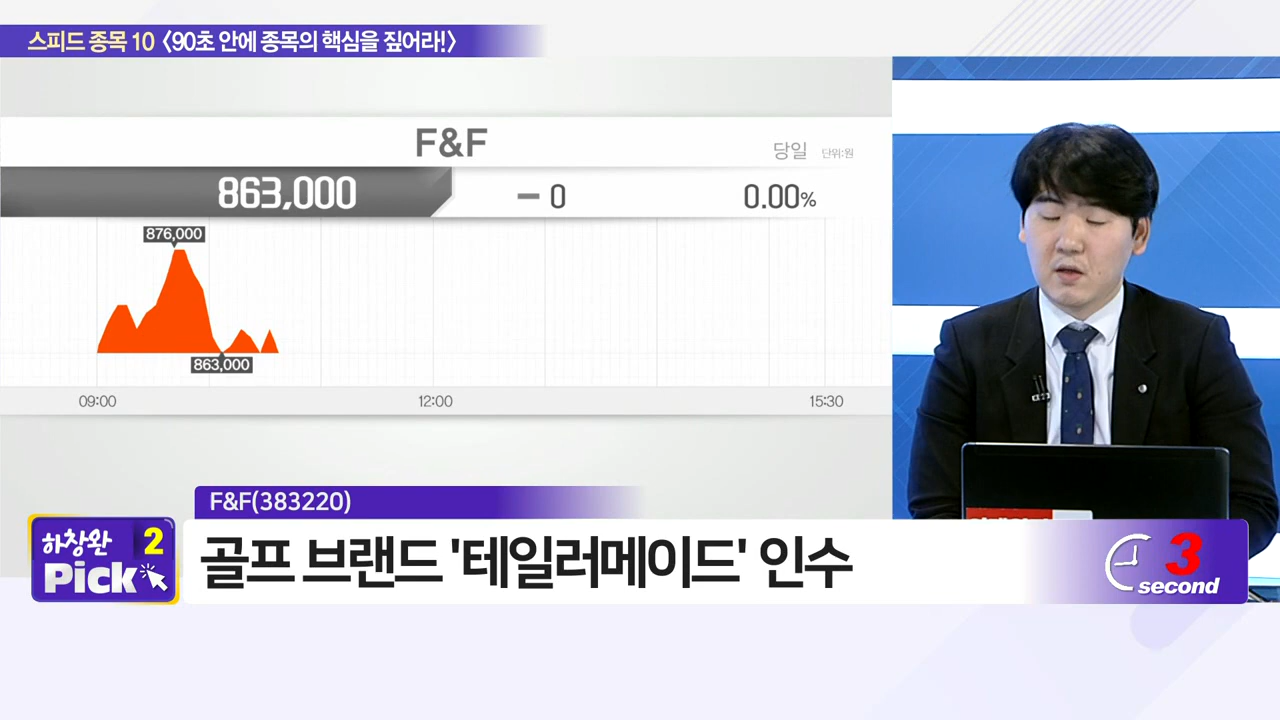 스피드 종목 10 〈90초 안에 종목의 핵심을 짚어라!〉
F&F
당일 단위:원
863,000 0 0.00%
876,000
863,000
09:00 12:00 15:30
F&F(383220)
하창완 2
Pick
골프 브랜드 '테일러메이드' 인수
3
second